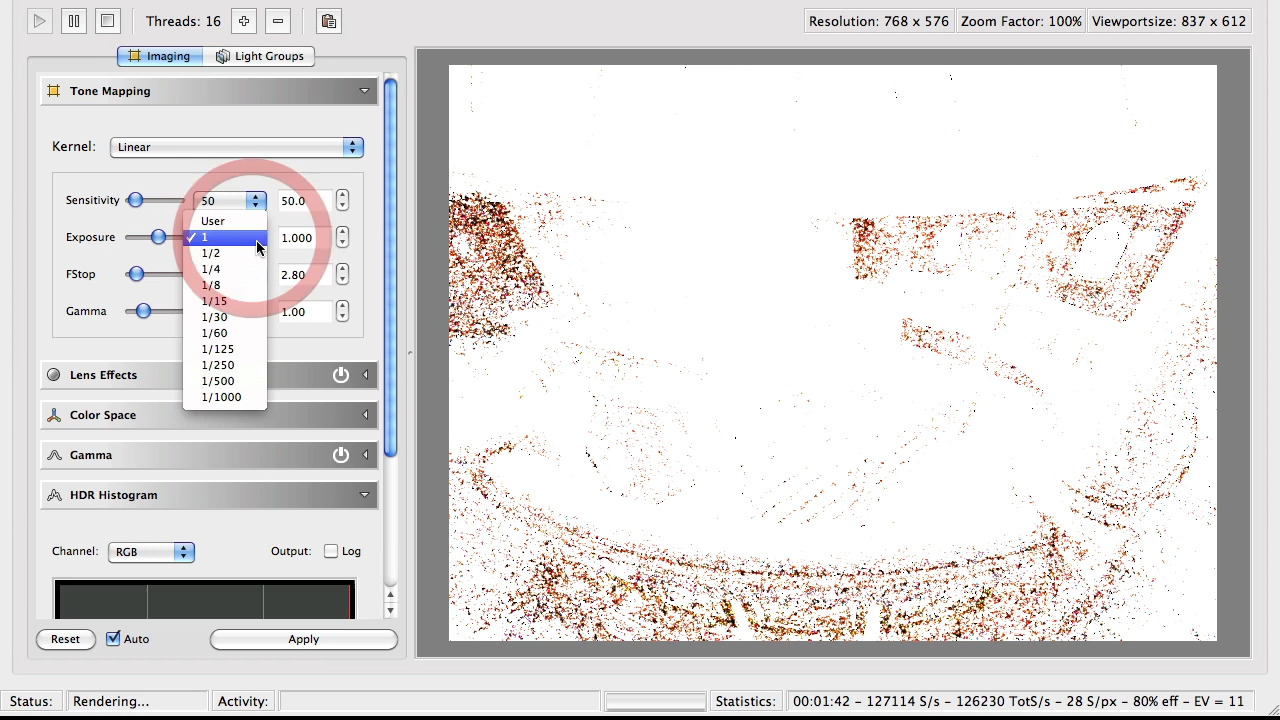 Threads: 16
Resolution: 768 x 576
Zoom Factor: 100%
Viewportsize: 837 x 612
Imaging
Light Groups
Tone Mapping
Kernel: Linear
Sensitivity 50 50.0
User
Exposure 1 1.000
1/2
1/4
FStop 2.80
1/8
1/15
Gamma 1.00
1/30
1/60
1/125
1/250
Lens Effects
1/500
1/1000
Color Space
Gamma
HDR Histogram
Channel: RGB Output: Log
Reset Auto Apply
Status: Rendering... Activity: Statistics: 00:01:42 - 127114 S/s - 126230 TotS/s - 28 S/px - 80% eff - EV = 11